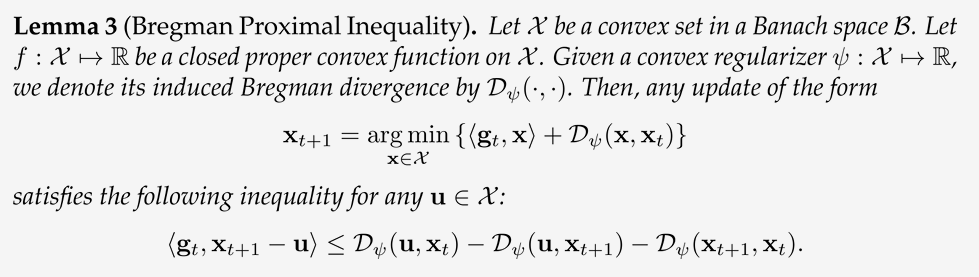 Lemma 3 (Bregman Proximal Inequality). Let 𝒳 be a convex set in a Banach space ℬ. Let
f : 𝒳 ↦ ℝ be a closed proper convex function on 𝒳. Given a convex regularizer ψ : 𝒳 ↦ ℝ,
we denote its induced Bregman divergence by 𝒟_ψ(·, ·). Then, any update of the form
𝐱_{t+1} = arg min_{𝐱∈𝒳} {⟨𝐠_t, 𝐱⟩ + 𝒟_ψ(𝐱, 𝐱_t)}
satisfies the following inequality for any 𝐮 ∈ 𝒳:
⟨𝐠_t, 𝐱_{t+1} − 𝐮⟩ ≤ 𝒟_ψ(𝐮, 𝐱_t) − 𝒟_ψ(𝐮, 𝐱_{t+1}) − 𝒟_ψ(𝐱_{t+1}, 𝐱_t).